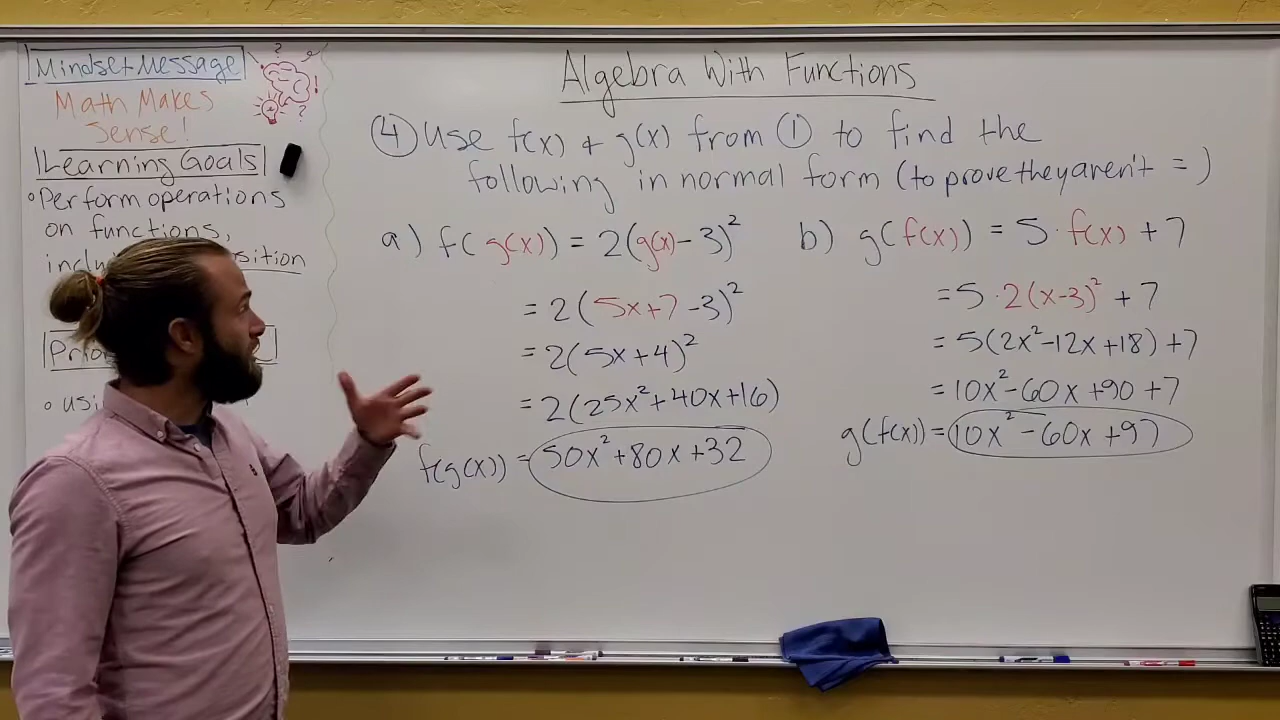 Mindset Message
Math Makes
Sense!
Learning Goals
• Perform operations
on functions,
Algebra With Functions
④ Use f(x) + g(x) from ① to find the
following in normal form (to prove they aren't = )
a) f(g(x)) = 2(g(x) - 3)²
= 2(5x+7 - 3)²
= 2(5x+4)²
= 2(25x²+40x+16)
f(g(x)) = 50x²+80x+32
b) g(f(x)) = 5 · f(x) + 7
= 5 · 2(x-3)² + 7
= 5(2x²-12x+18) + 7
= 10x²-60x+90+7
g(f(x)) = 10x²-60x+97